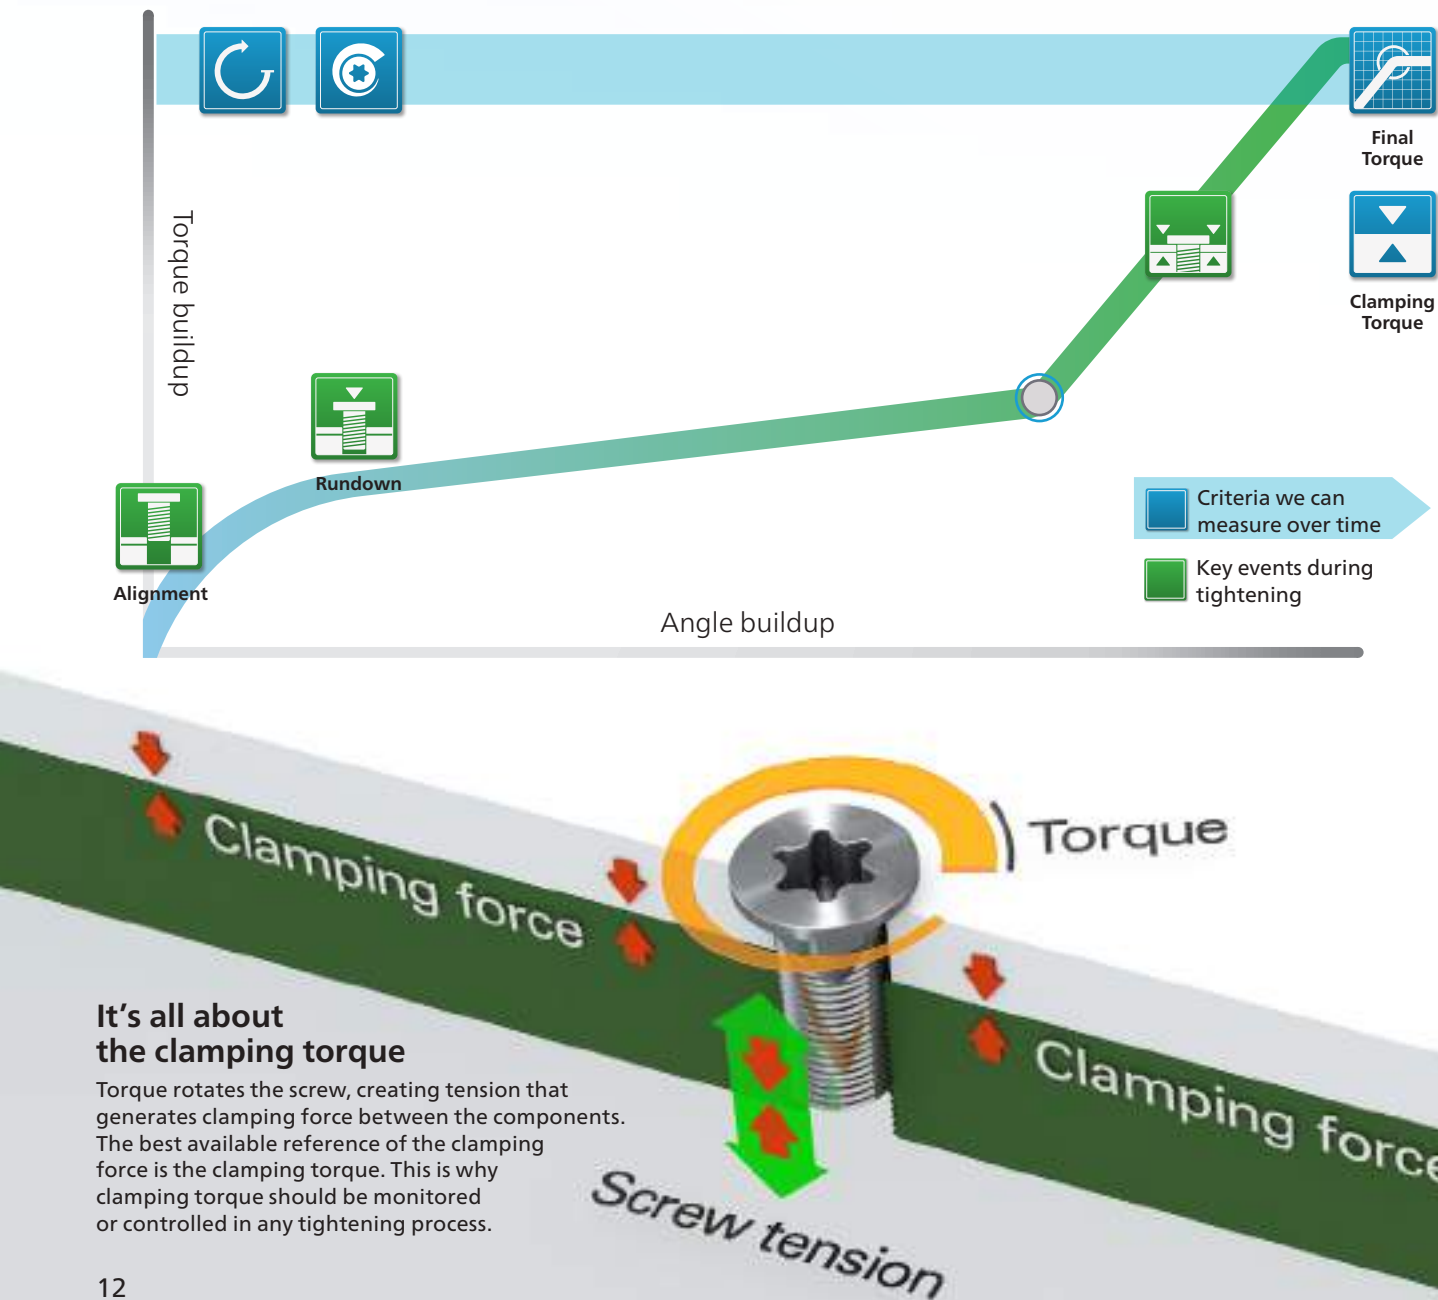 Final
Torque
Torque buildup
Clamping
Torque
Rundown
Criteria we can
measure over time
Key events during
tightening
Alignment
Angle buildup
Torque
Clamping force
It's all about
the clamping torque
Clamping force
Torque rotates the screw, creating tension that
generates clamping force between the components.
The best available reference of the clamping
force is the clamping torque. This is why
clamping torque should be monitored
or controlled in any tightening process.
Screw tension
12